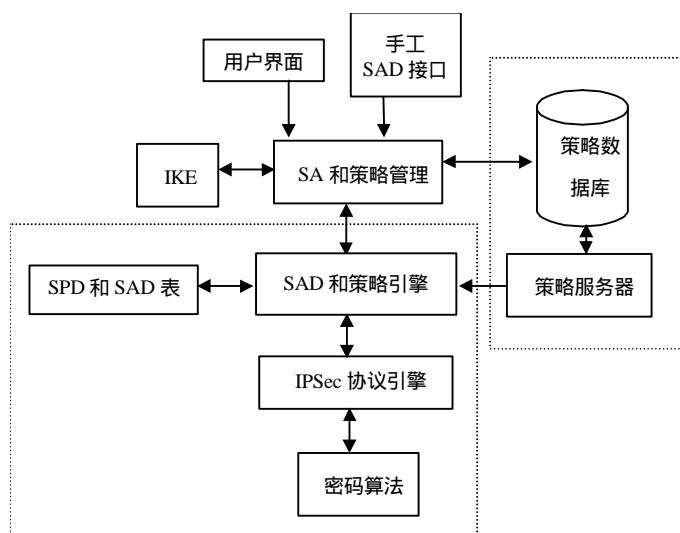 用户界面
手工
SAD 接口
策略数
据库
IKE
SA 和策略管理
SPD 和 SAD 表
SAD 和策略引擎
策略服务器
IPSec 协议引擎
密码算法